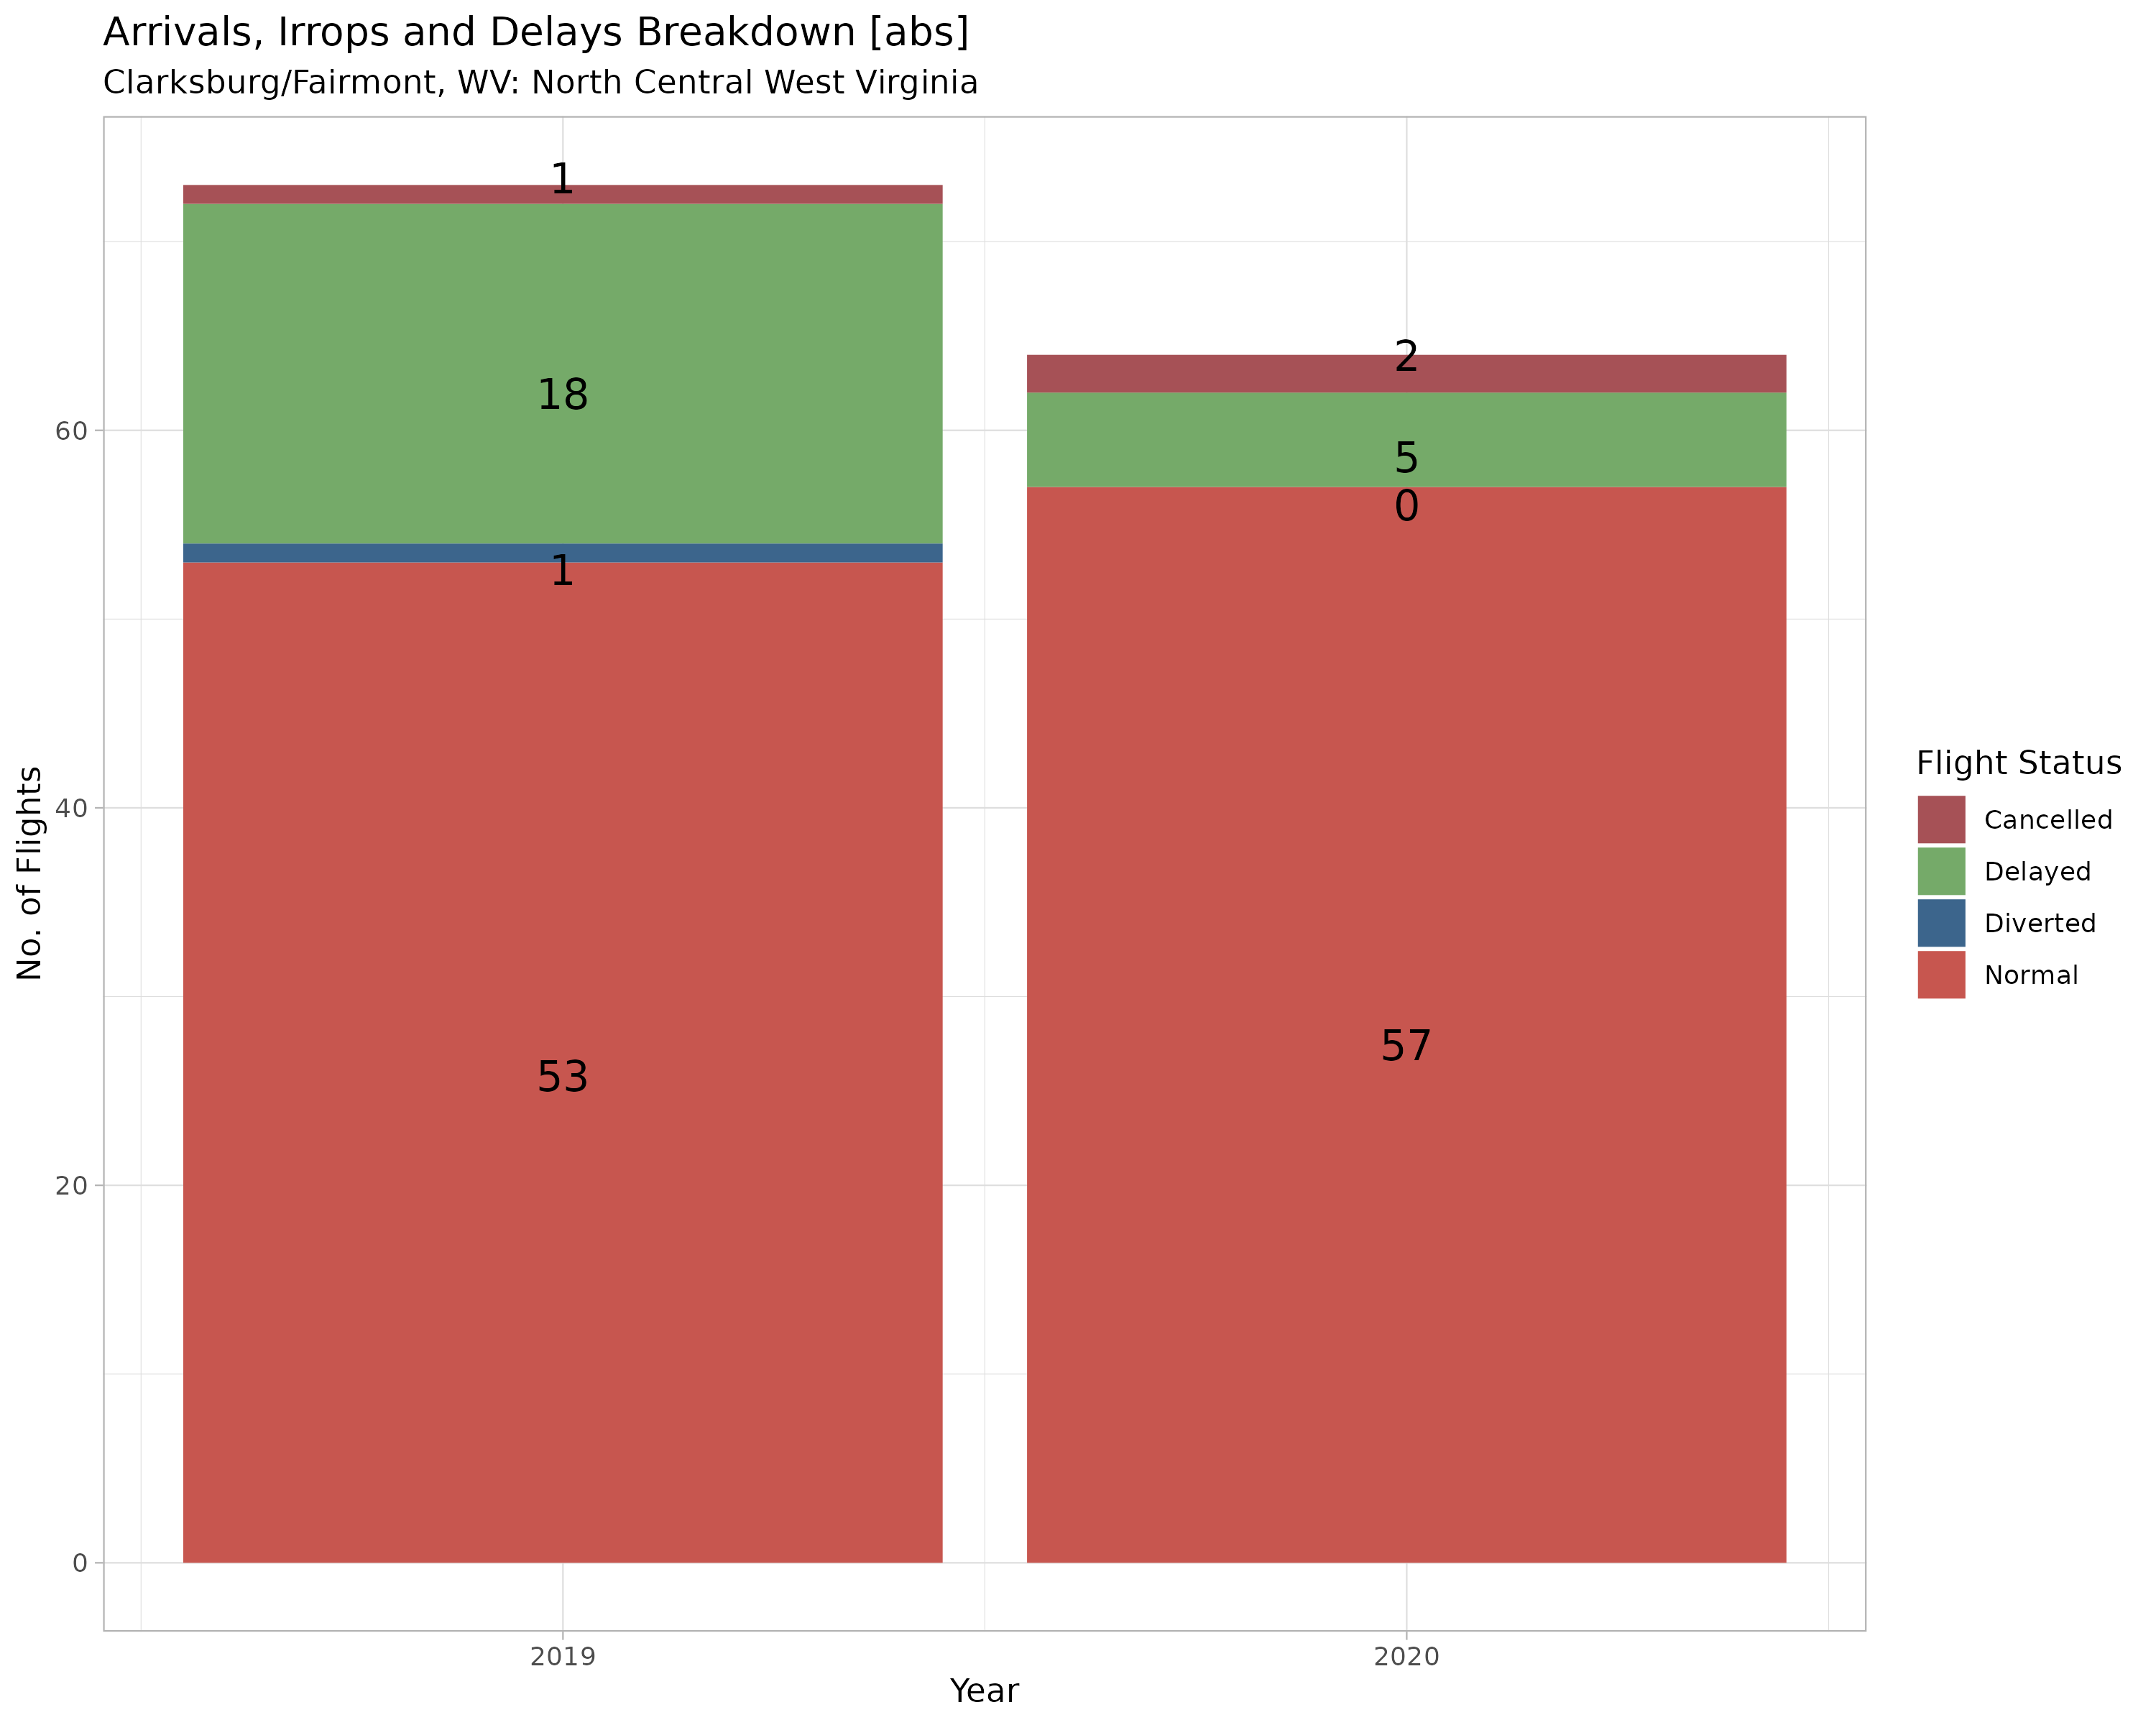 Arrivals, Irrops and Delays Breakdown [abs]
Clarksburg/Fairmont, WV: North Central West Virginia
No. of Flights
60
40
20
0
1
18
1
53
2
5
0
57
2019
2020
Year
Flight Status
Cancelled
Delayed
Diverted
Normal